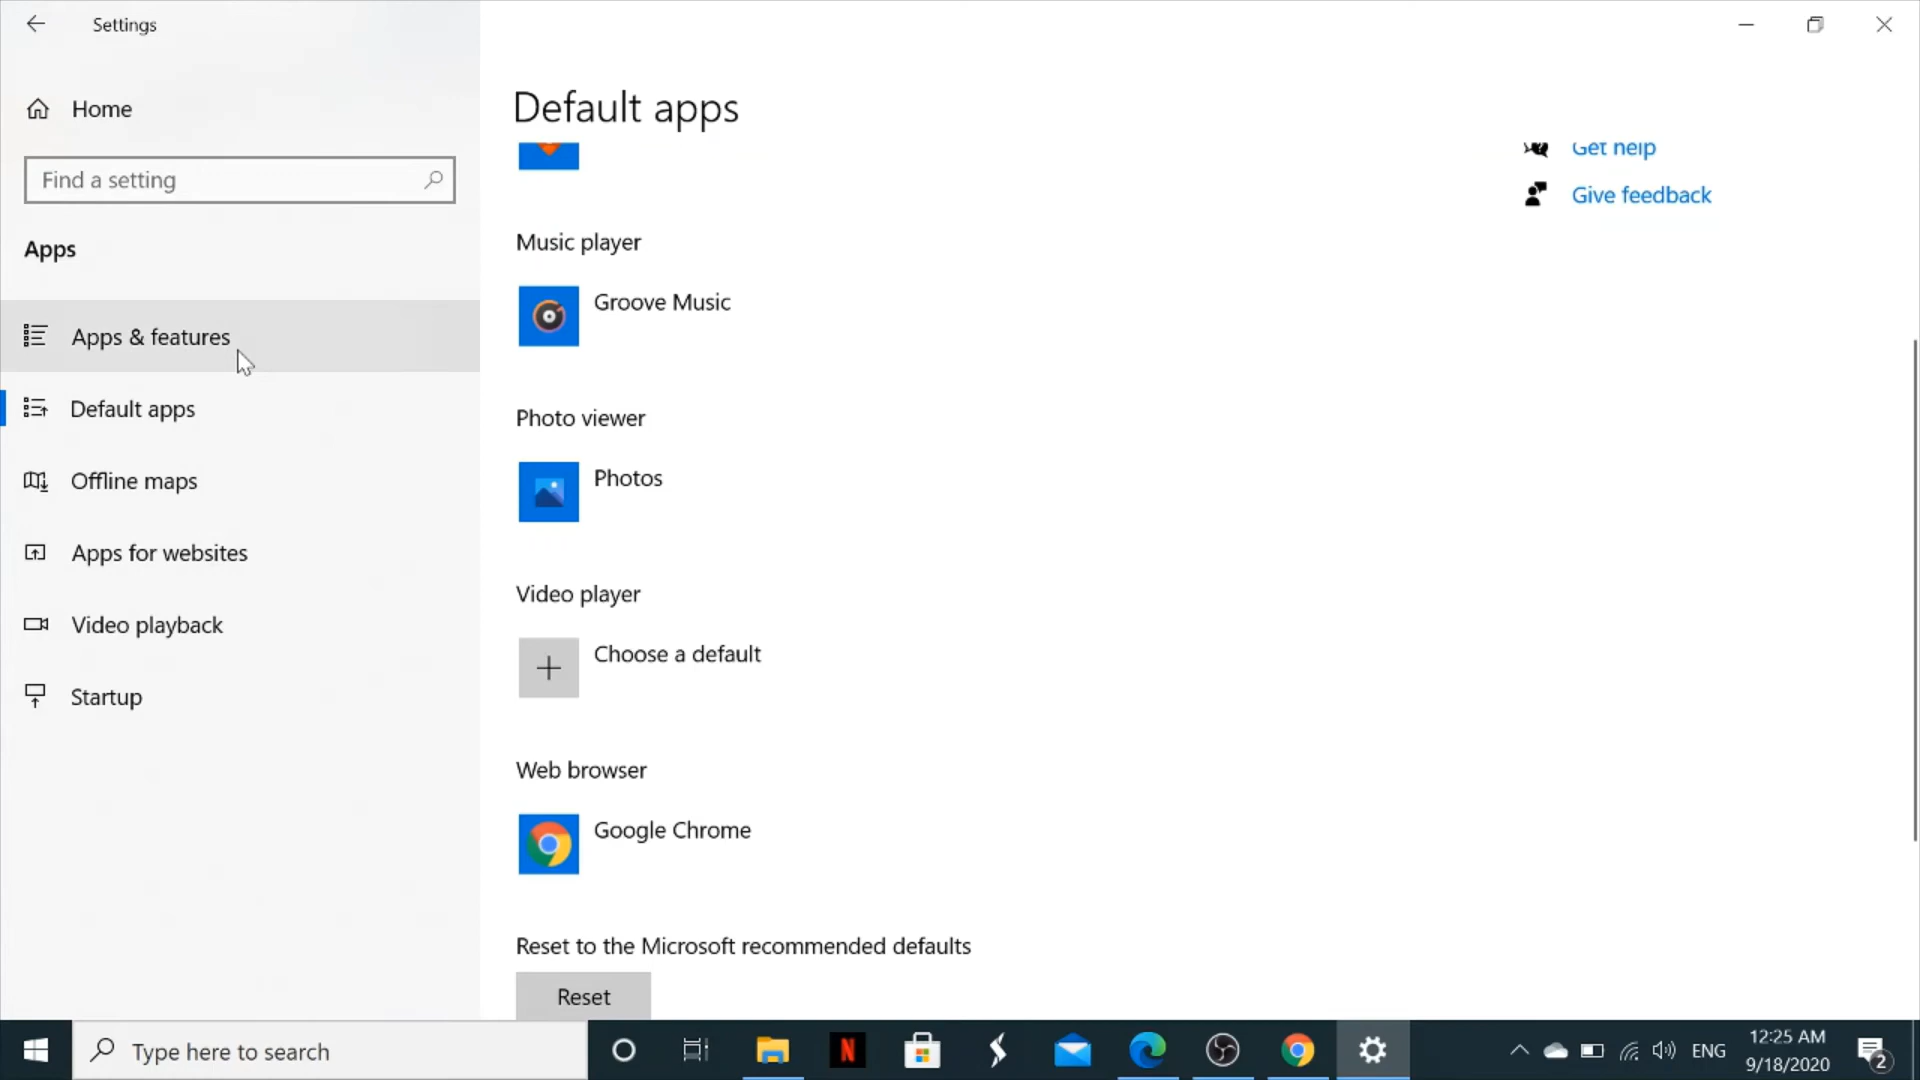 Settings
Home
Find a setting
Apps
Apps & features
Default apps
Offline maps
Apps for websites
Video playback
Startup
Default apps
Music player
Groove Music
Photo viewer
Photos
Video player
Choose a default
Web browser
Google Chrome
Reset to the Microsoft recommended defaults
Reset
Get help
Give feedback
Type here to search
N
ENG
12:25 AM
9/18/2020
2